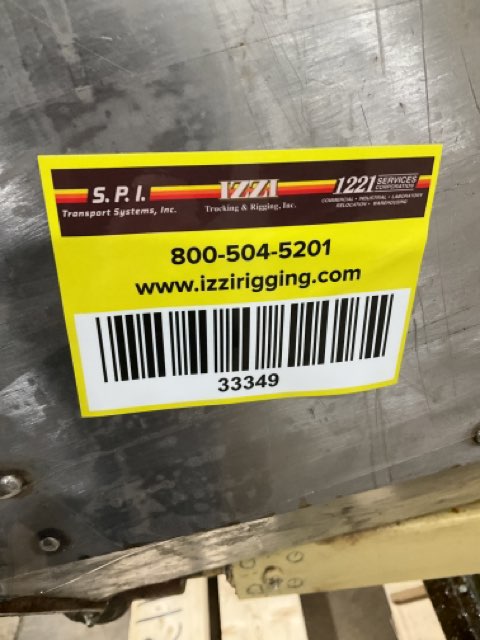 S.P.I.
Transport Systems, Inc.
IZZI
Trucking & Rigging, Inc.
1221 SERVICES CORPORATION
COMMERCIAL • INDUSTRIAL • LABORATORY
RELOCATION • WAREHOUSING
800-504-5201
www.izzirigging.com
33349